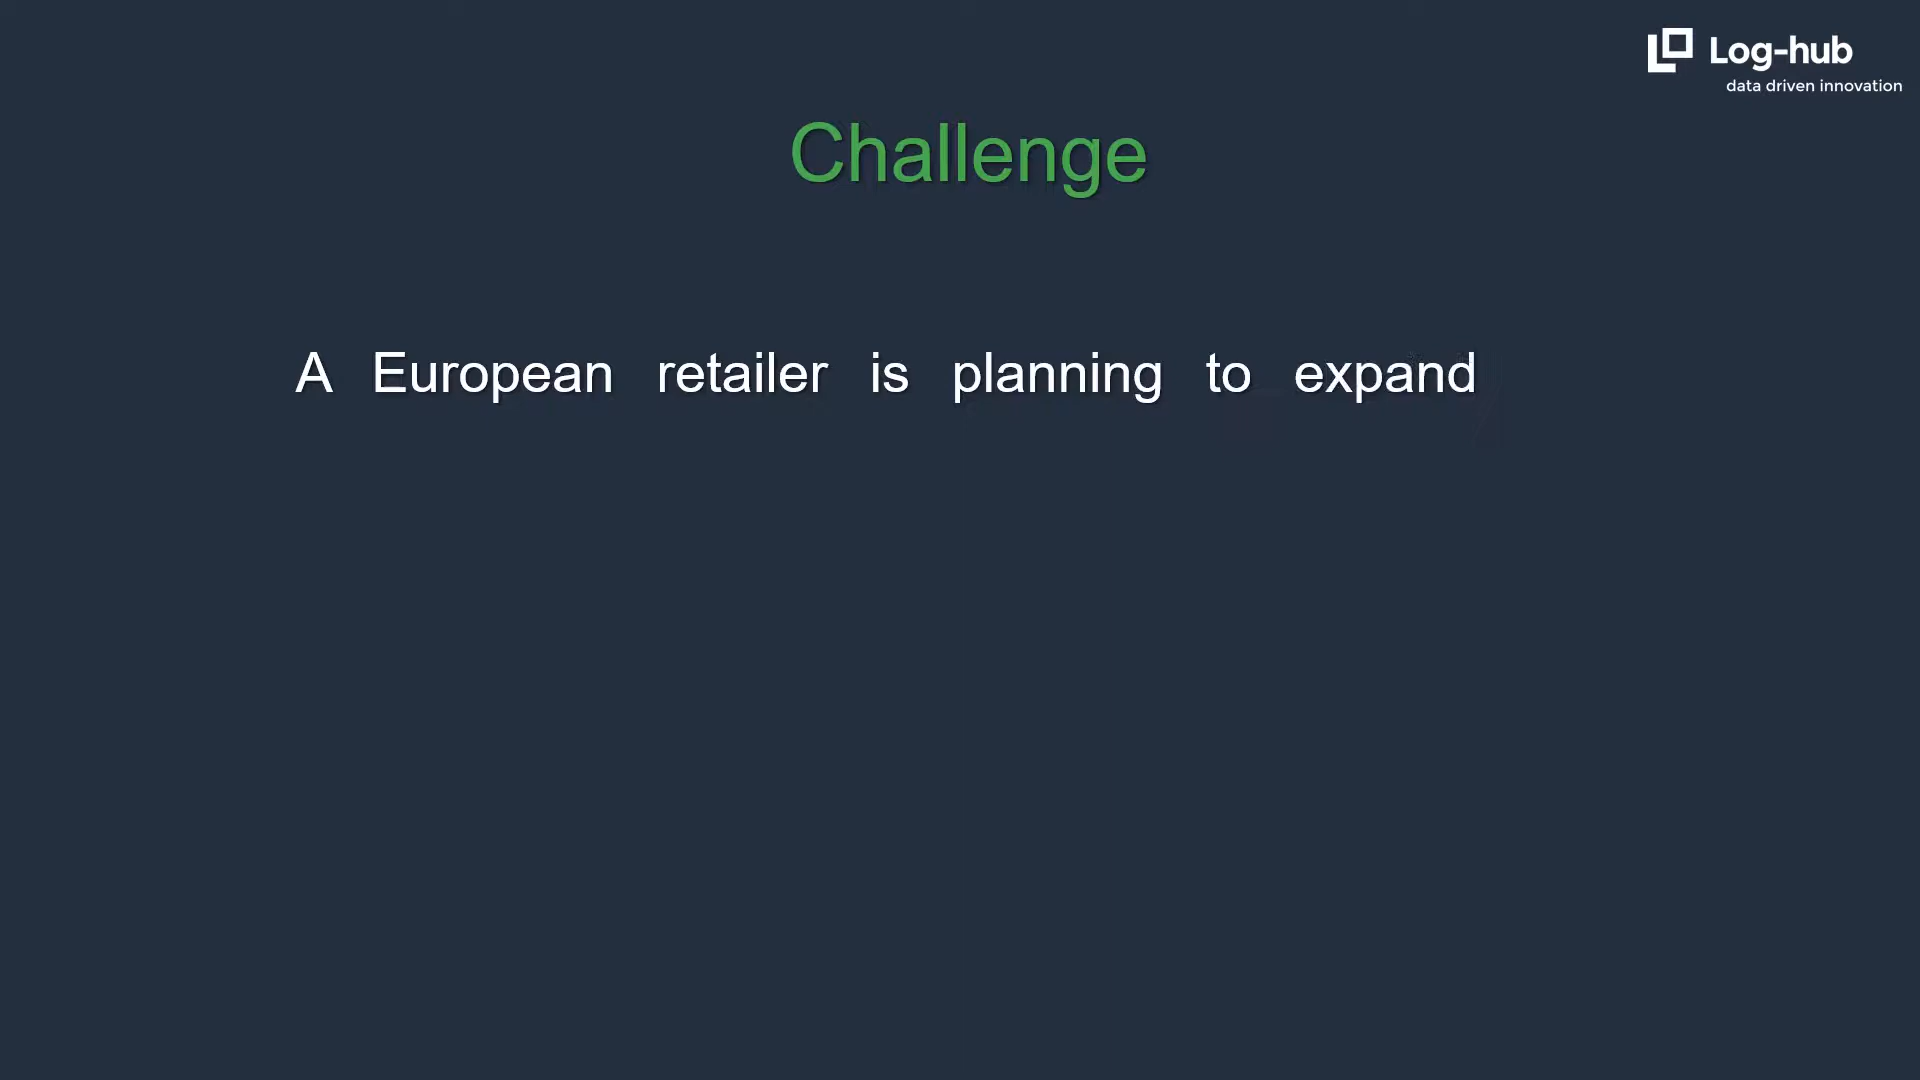 Log-hub
data driven innovation
Challenge
A European retailer is planning to expand